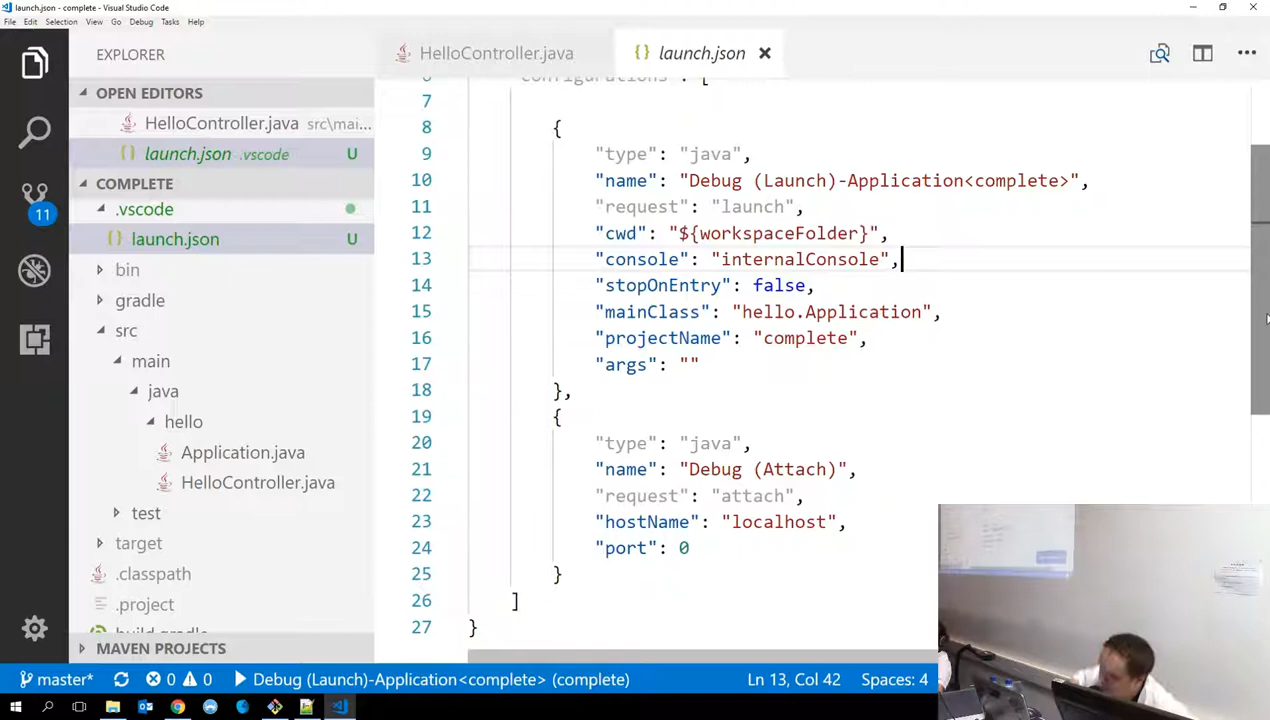 launch.json - complete - Visual Studio Code
File Edit Selection View Go Debug Tasks Help
EXPLORER
HelloController.java
launch.json
OPEN EDITORS
HelloController.java src\mai...
launch.json .vscode U
COMPLETE
.vscode
launch.json U
bin
gradle
src
main
java
hello
Application.java
HelloController.java
test
target
.classpath
.project
build.gradle
MAVEN PROJECTS
11
6 "configurations": [
7
8 {
9 "type": "java",
10 "name": "Debug (Launch)-Application<complete>",
11 "request": "launch",
12 "cwd": "${workspaceFolder}",
13 "console": "internalConsole",
14 "stopOnEntry": false,
15 "mainClass": "hello.Application",
16 "projectName": "complete",
17 "args": ""
18 },
19 {
20 "type": "java",
21 "name": "Debug (Attach)",
22 "request": "attach",
23 "hostName": "localhost",
24 "port": 0
25 }
26 ]
27 }
master* 0 0 Debug (Launch)-Application<complete> (complete) Ln 13, Col 42 Spaces: 4